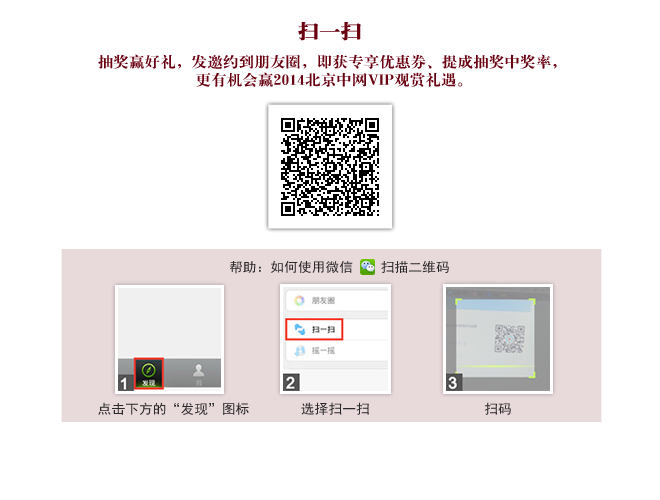 扫一扫
抽奖赢好礼，发邀约到朋友圈，即获专享优惠券、提成抽奖中奖率，
更有机会赢2014北京中网VIP观赏礼遇。
帮助：如何使用微信 扫描二维码
朋友圈
扫一扫
摇一摇
发现
1
2
3
点击下方的“发现”图标
选择扫一扫
扫码